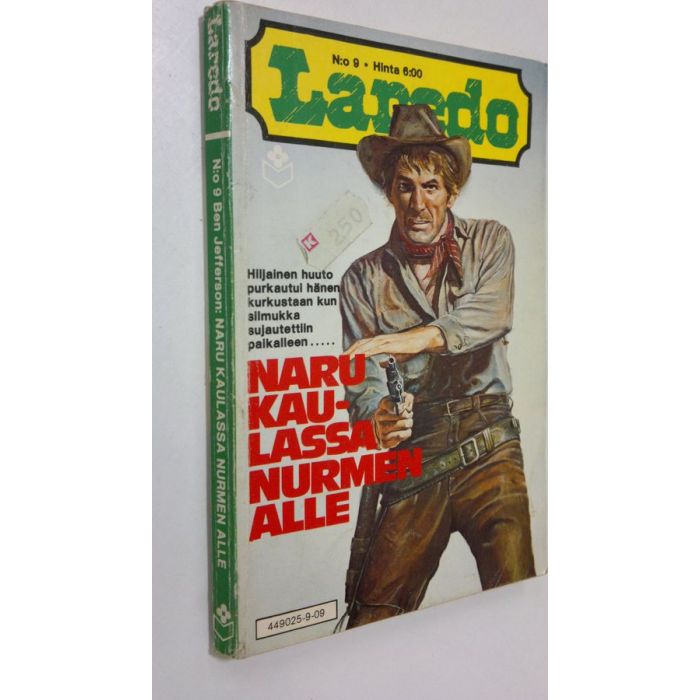 Laredo
N:o 9 Ben Jefferson: NARU KAULASSA NURMEN ALLE
N:o 9 • Hinta 6:00
Laredo
K 250
Hiljainen huuto
purkautui hänen
kurkustaan kun
silmukka
sujautettiin
paikalleen.....
NARU
KAU-
LASSA
NURMEN
ALLE
449025-9-09